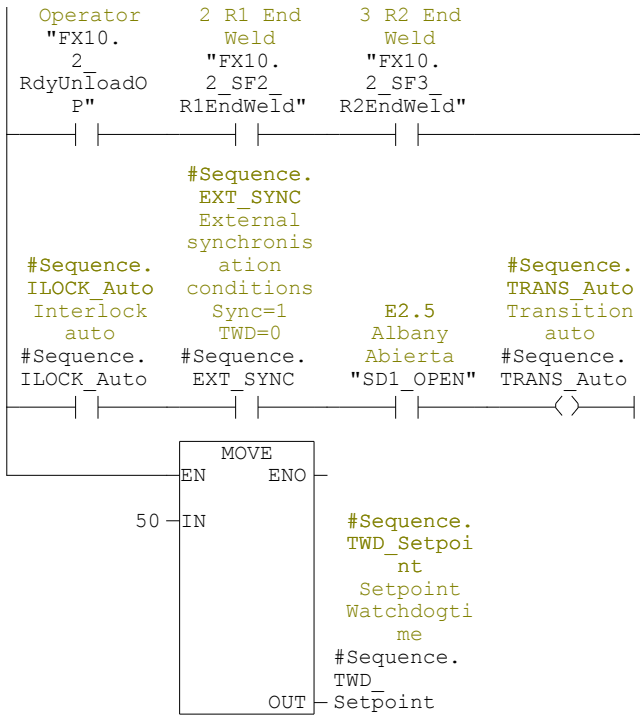 Operator
"FX10.
2_
RdyUnloadO
P"
2 R1 End
Weld
"FX10.
2_SF2_
R1EndWeld"
3 R2 End
Weld
"FX10.
2_SF3_
R2EndWeld"
#Sequence.
ILOCK_Auto
Interlock
auto
#Sequence.
ILOCK_Auto
#Sequence.
EXT_SYNC
External
synchronis
ation
conditions
Sync=1
TWD=0
#Sequence.
EXT_SYNC
E2.5
Albany
Abierta
"SD1_OPEN"
#Sequence.
TRANS_Auto
Transition
auto
#Sequence.
TRANS_Auto
MOVE
EN ENO
50 IN
#Sequence.
TWD_Setpoi
nt
Setpoint
Watchdogti
me
#Sequence.
TWD_
OUT Setpoint